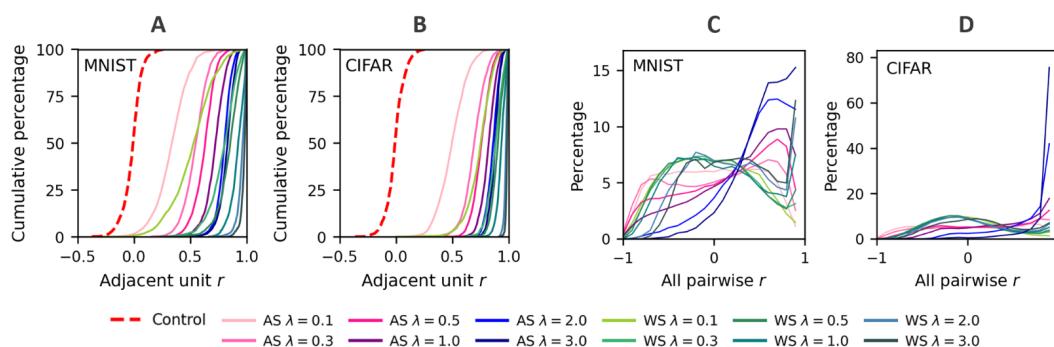 A
B
C
D
Cumulative percentage
100
75
50
25
0
MNIST
−0.5
0.0
0.5
1.0
Adjacent unit r
Cumulative percentage
100
75
50
25
0
CIFAR
−0.5
0.0
0.5
1.0
Adjacent unit r
Percentage
15
10
5
0
MNIST
−1
0
1
All pairwise r
Percentage
80
60
40
20
0
CIFAR
−1
0
1
All pairwise r
Control
AS λ = 0.1
AS λ = 0.5
AS λ = 2.0
WS λ = 0.1
WS λ = 0.5
WS λ = 2.0
AS λ = 0.3
AS λ = 1.0
AS λ = 3.0
WS λ = 0.3
WS λ = 1.0
WS λ = 3.0